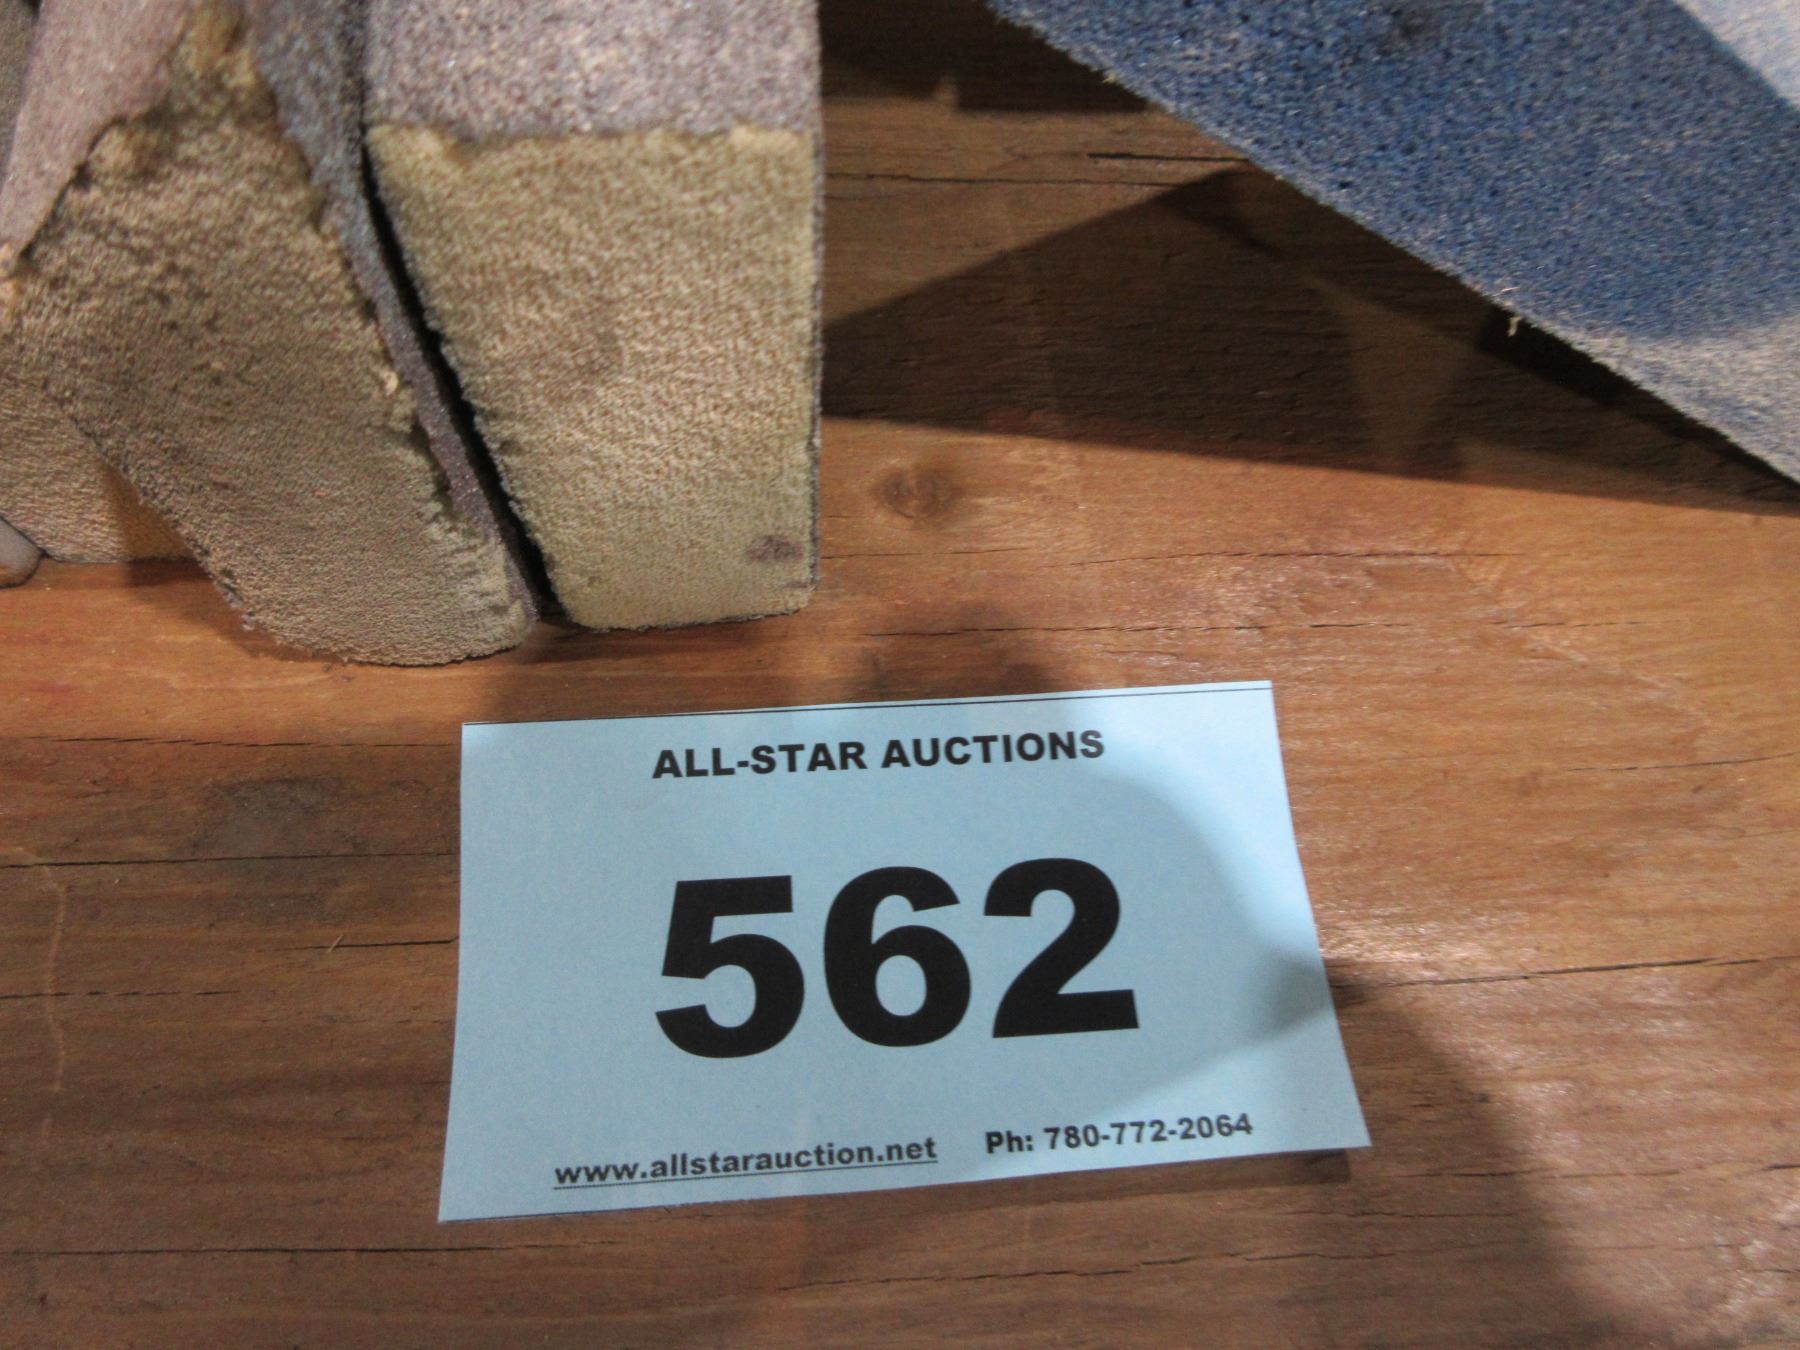 ALL-STAR AUCTIONS
562
www.allstarauction.net Ph: 780-772-2064